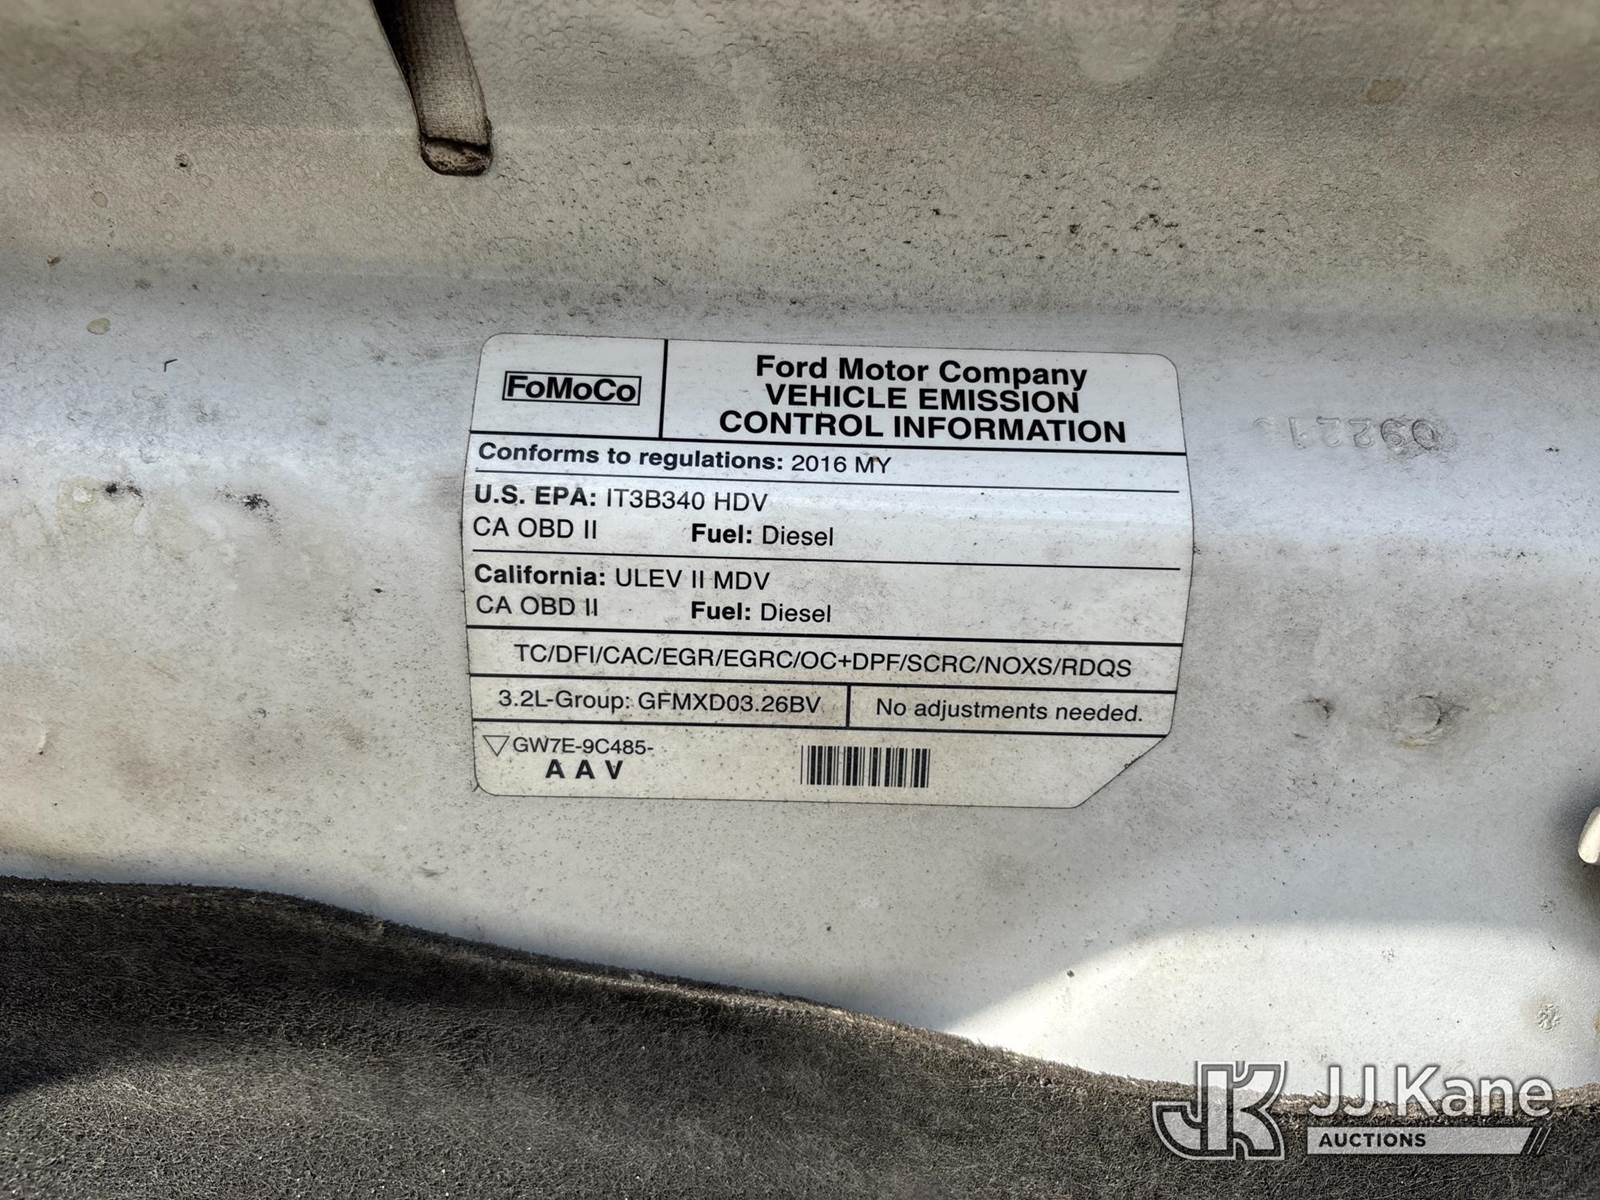 FoMoCo
Ford Motor Company
VEHICLE EMISSION
CONTROL INFORMATION
Conforms to regulations: 2016 MY
U.S. EPA: IT3B340 HDV
CA OBD II Fuel: Diesel
California: ULEV II MDV
CA OBD II Fuel: Diesel
TC/DFI/CAC/EGR/EGRC/OC+DPF/SCRC/NOXS/RDQS
3.2L-Group: GFMXD03.26BV No adjustments needed.
GW7E-9C485-
A A V
JK JJ Kane
AUCTIONS